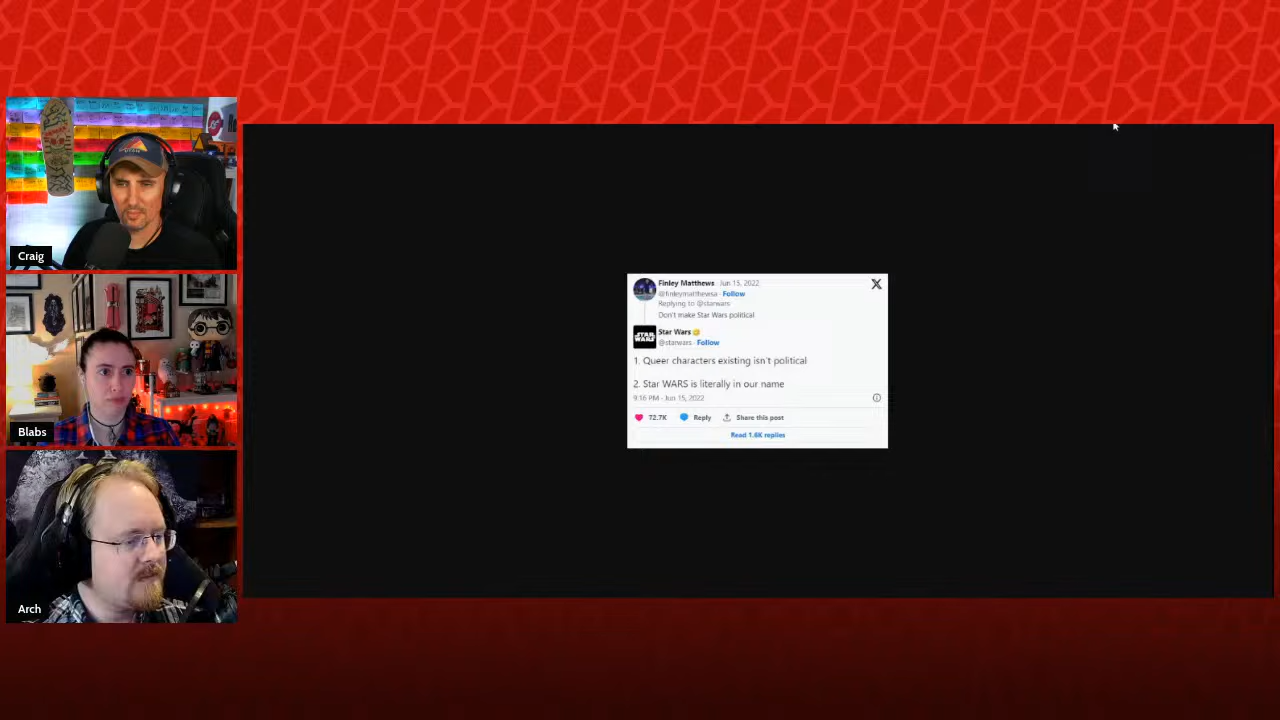 Craig
Blabs
Arch
Finley Matthews Jun 15, 2022
@finleymatthewsa · Follow
Replying to @starwars
Don't make Star Wars political
STAR WARS
Star Wars
@starwars · Follow
1. Queer characters existing isn't political
2. Star WARS is literally in our name
9:16 PM · Jun 15, 2022
72.7K Reply Share this post
Read 1.6K replies